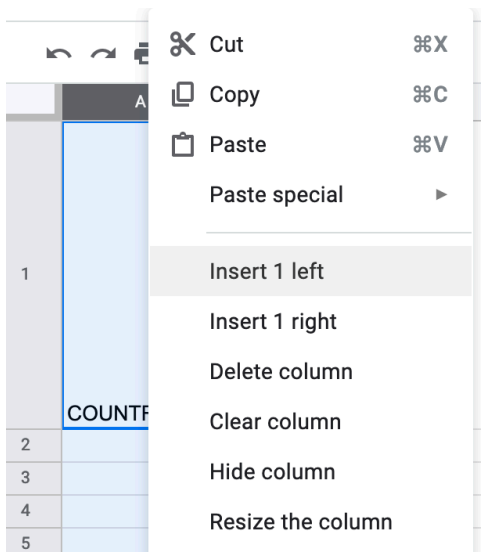 Cut ⌘X
Copy ⌘C
A
Paste ⌘V
Paste special ►
Insert 1 left
1
Insert 1 right
Delete column
COUNTR
Clear column
2
Hide column
3
4
Resize the column
5